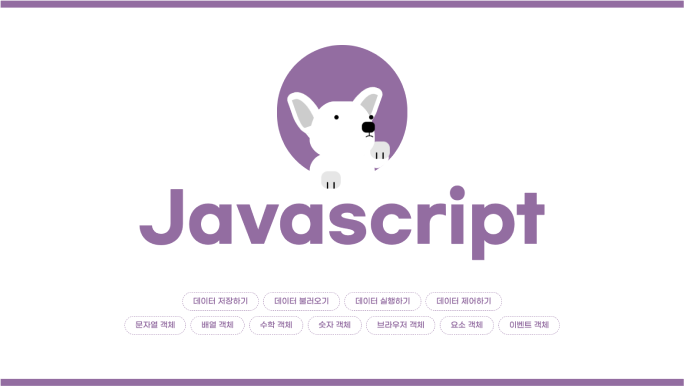 Javascript
데이터 저장하기 데이터 불러오기 데이터 실행하기 데이터 제어하기
문자열 객체 배열 객체 수학 객체 숫자 객체 브라우저 객체 요소 객체 이벤트 객체